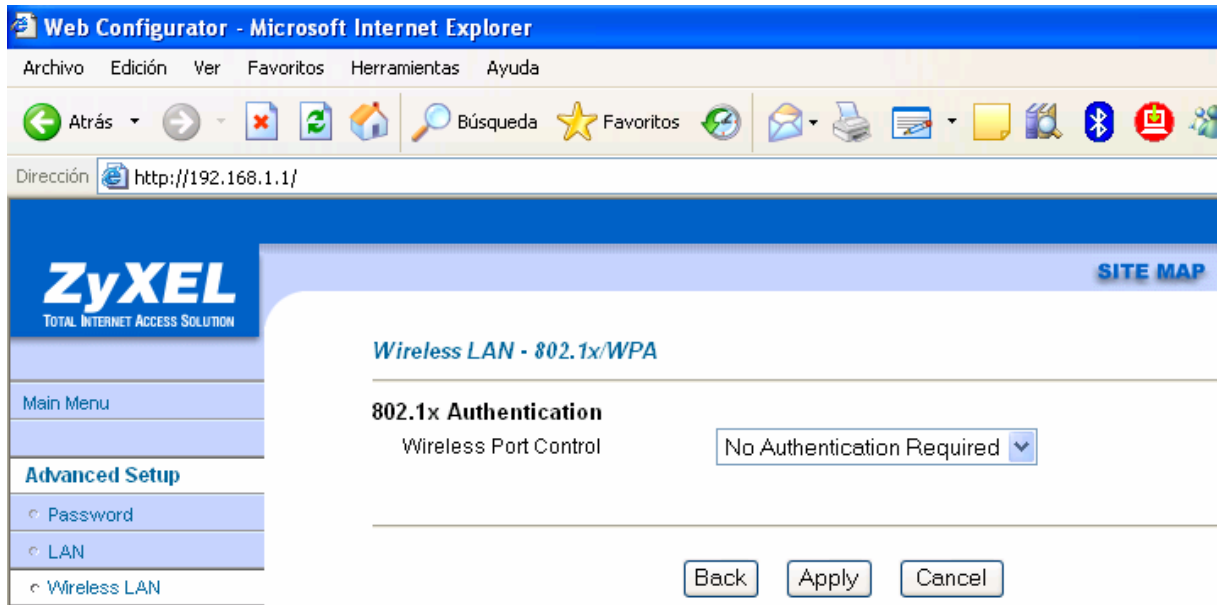 Web Configurator - Microsoft Internet Explorer
Archivo Edición Ver Favoritos Herramientas Ayuda
Atrás Búsqueda Favoritos
Dirección http://192.168.1.1/
ZyXEL
TOTAL INTERNET ACCESS SOLUTION
SITE MAP
Wireless LAN - 802.1x/WPA
Main Menu
802.1x Authentication
Wireless Port Control No Authentication Required
Advanced Setup
Password
LAN
Wireless LAN
Back Apply Cancel